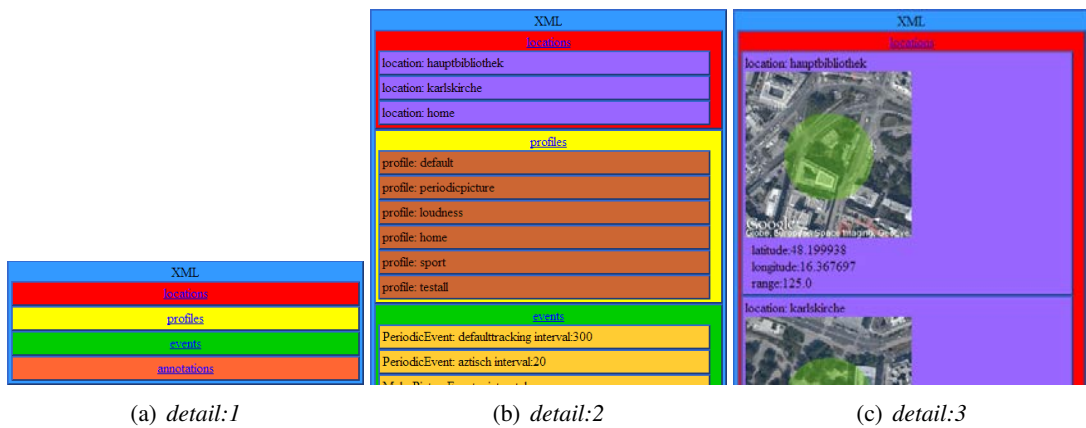 XML
locations
profiles
events
annotations
(a) detail:1
XML
locations
location: hauptbibliothek
location: karlskirche
location: home
profiles
profile: default
profile: periodicpicture
profile: loudness
profile: home
profile: sport
profile: testall
events
PeriodicEvent: defaulttracking interval:300
PeriodicEvent: aztisch interval:20
(b) detail:2
XML
locations
location: hauptbibliothek
Google
European Space Imaging,
latitude:48.199938
longitude:16.367697
range:125.0
location: karlskirche
(c) detail:3